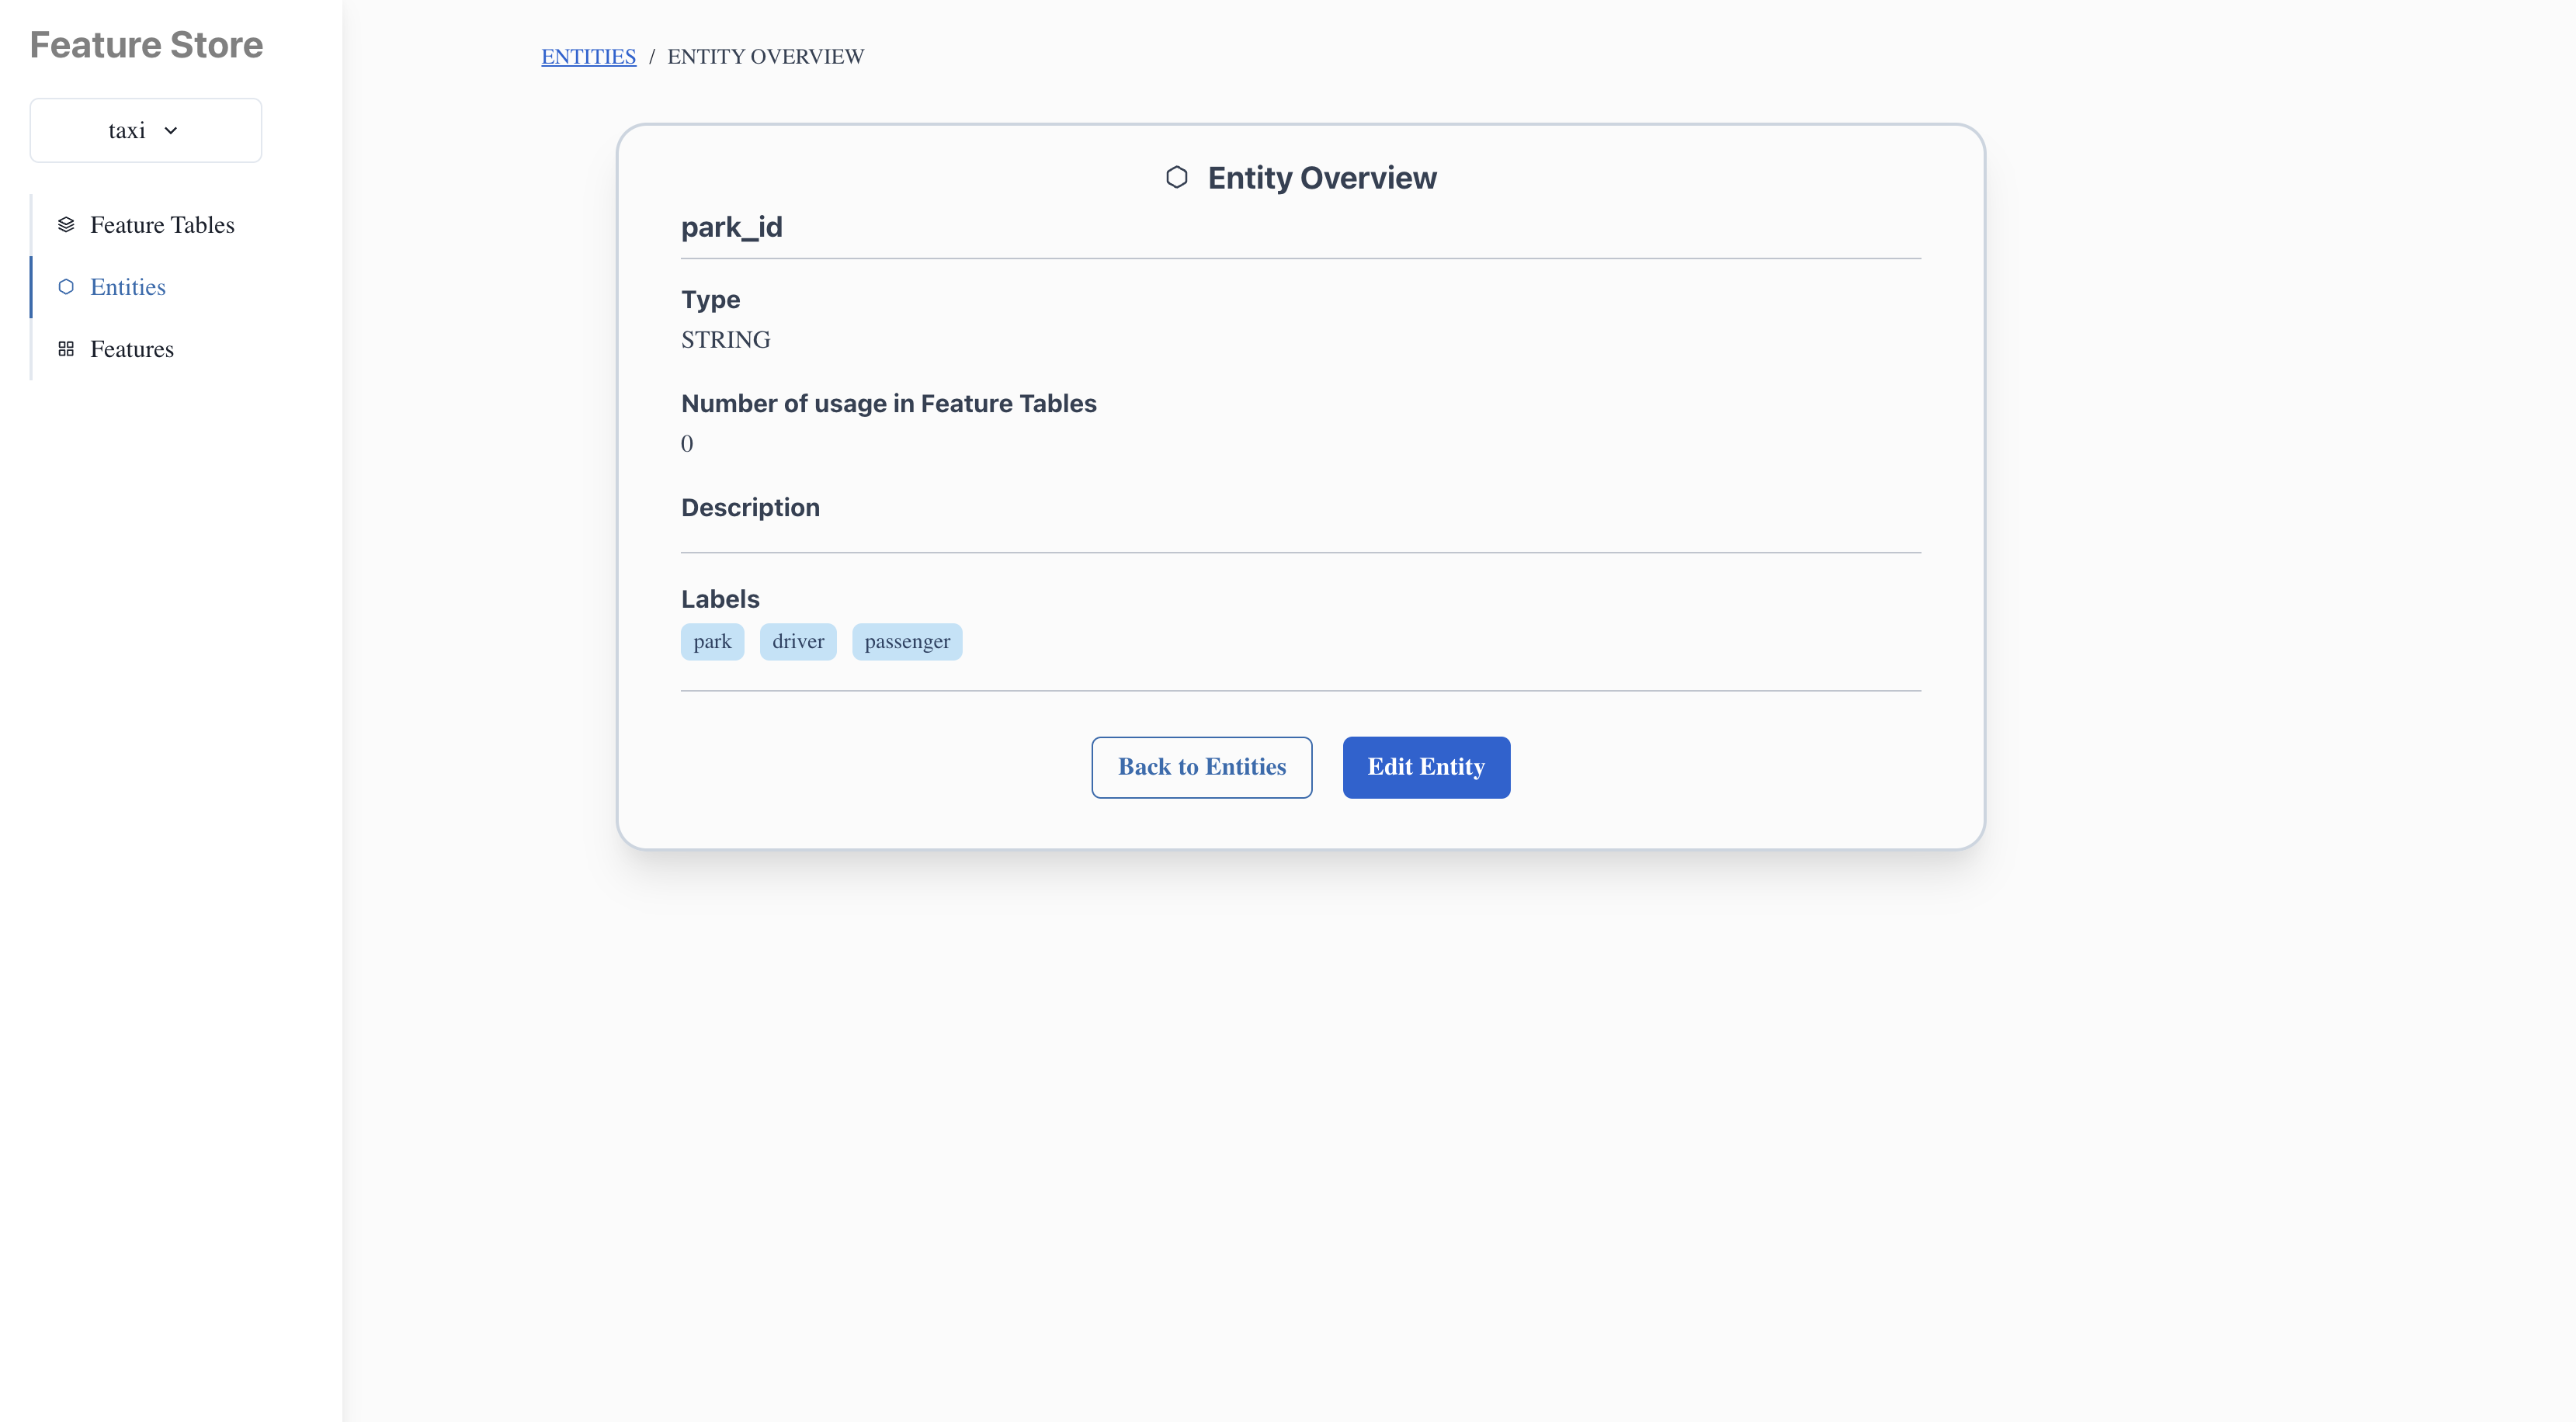 Feature Store
taxi
Feature Tables
Entities
Features
ENTITIES / ENTITY OVERVIEW
Entity Overview
park_id
Type
STRING
Number of usage in Feature Tables
0
Description
Labels
park driver passenger
Back to Entities Edit Entity